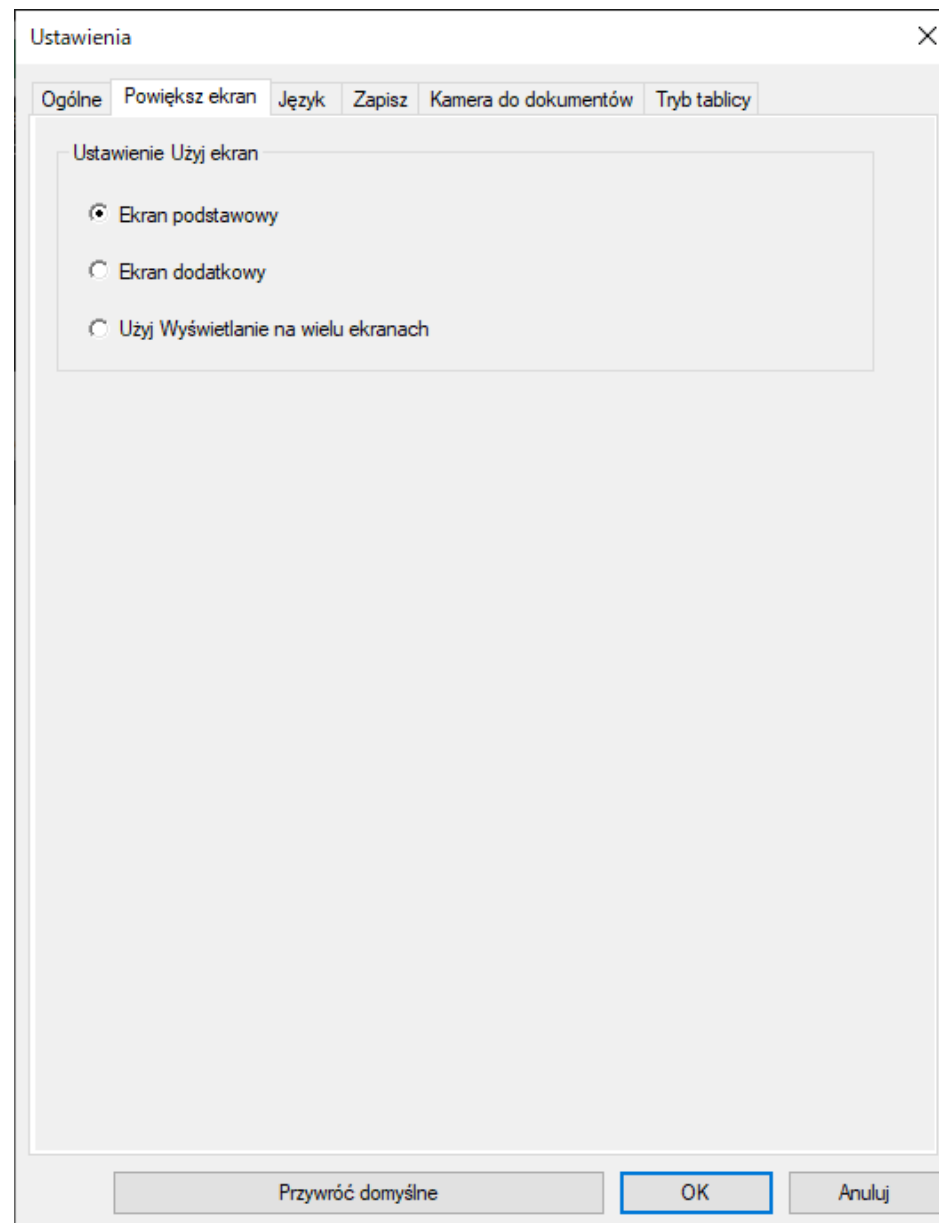 Ustawienia
Ogólne Powiększ ekran Język Zapisz Kamera do dokumentów Tryb tablicy
Ustawienie Użyj ekran
Ekran podstawowy
Ekran dodatkowy
Użyj Wyświetlanie na wielu ekranach
Przywróć domyślne OK Anuluj